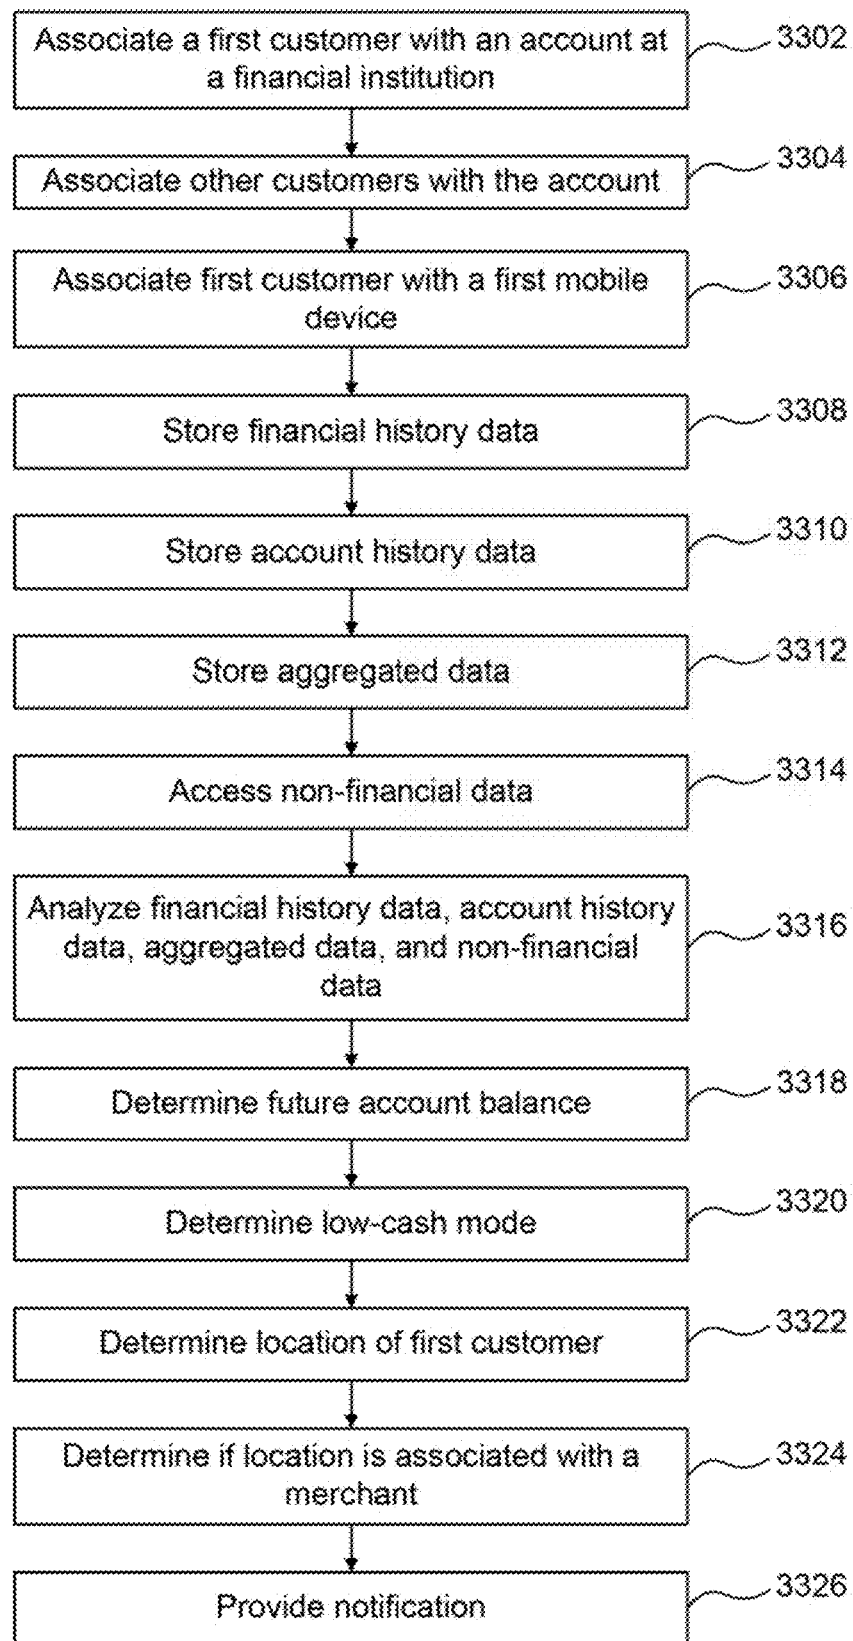 Associate a first customer with an account at
a financial institution
3302
Associate other customers with the account
3304
Associate first customer with a first mobile
device
3306
Store financial history data
3308
Store account history data
3310
Store aggregated data
3312
Access non-financial data
3314
Analyze financial history data, account history
data, aggregated data, and non-financial
data
3316
Determine future account balance
3318
Determine low-cash mode
3320
Determine location of first customer
3322
Determine if location is associated with a
merchant
3324
Provide notification
3326